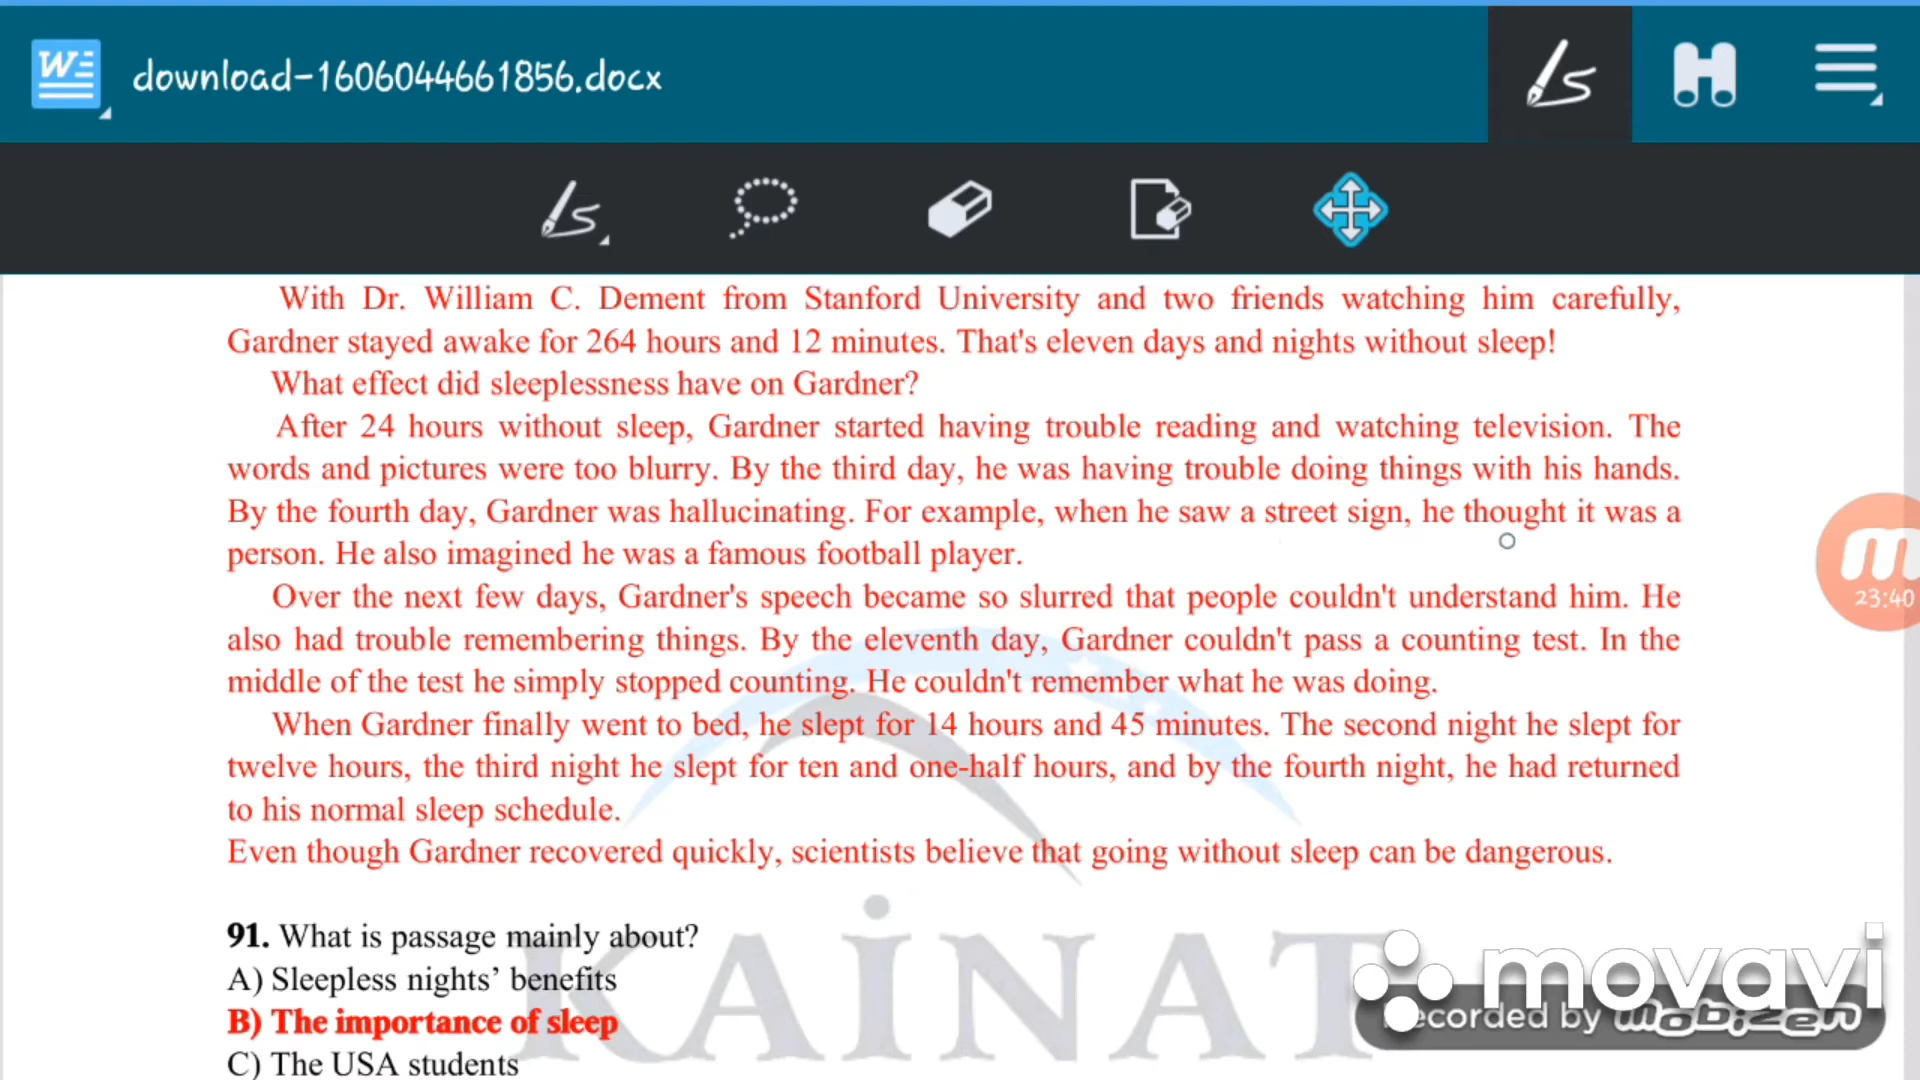 download-1606044661856.docx
With Dr. William C. Dement from Stanford University and two friends watching him carefully,
Gardner stayed awake for 264 hours and 12 minutes. That's eleven days and nights without sleep!
What effect did sleeplessness have on Gardner?
After 24 hours without sleep, Gardner started having trouble reading and watching television. The
words and pictures were too blurry. By the third day, he was having trouble doing things with his hands.
By the fourth day, Gardner was hallucinating. For example, when he saw a street sign, he thought it was a
person. He also imagined he was a famous football player.
23:40
Over the next few days, Gardner's speech became so slurred that people couldn't understand him. He
also had trouble remembering things. By the eleventh day, Gardner couldn't pass a counting test. In the
middle of the test he simply stopped counting. He couldn't remember what he was doing.
When Gardner finally went to bed, he slept for 14 hours and 45 minutes. The second night he slept for
twelve hours, the third night he slept for ten and one-half hours, and by the fourth night, he had returned
to his normal sleep schedule.
Even though Gardner recovered quickly, scientists believe that going without sleep can be dangerous.
91. What is passage mainly about?
A) Sleepless nights’ benefits
B) The importance of sleep
C) The USA students
KAİNAT
movavi
Recorded by mobizen